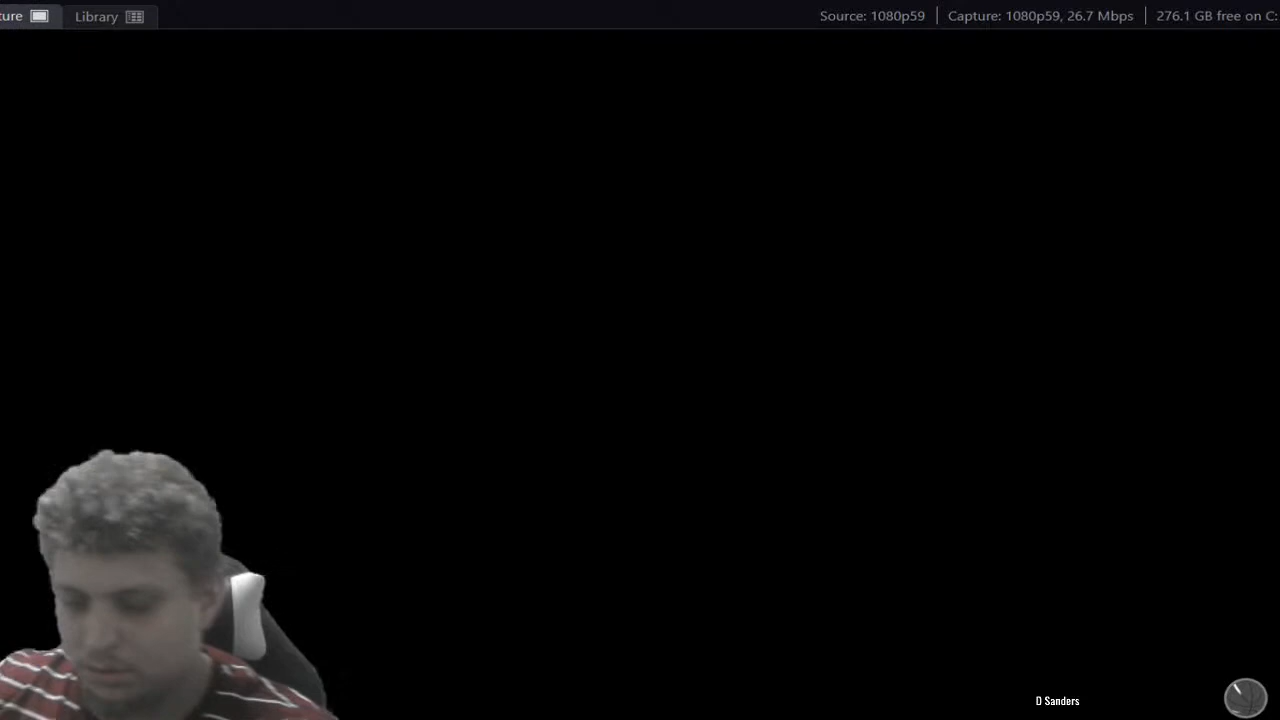 ture
Library
Source: 1080p59
Capture: 1080p59, 26.7 Mbps
276.1 GB free on C:
D Sanders